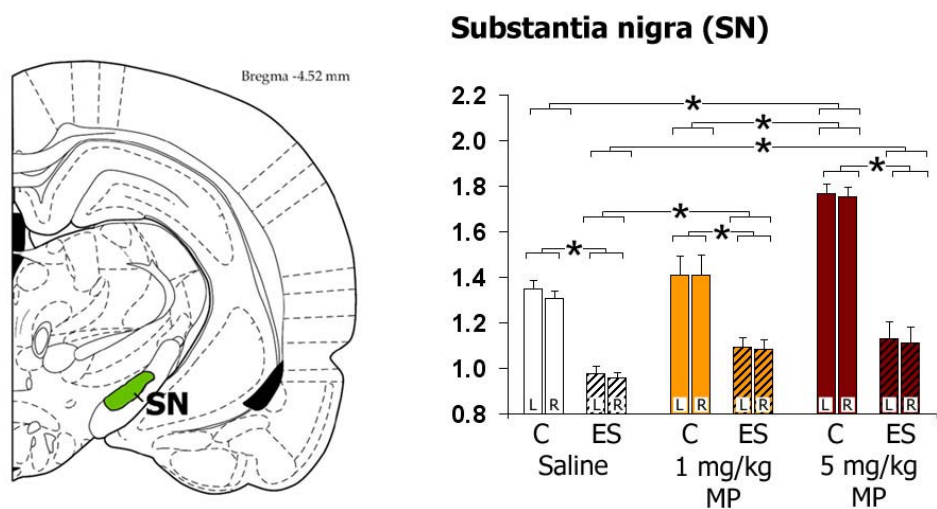 Substantia nigra (SN)
Bregma -4.52 mm
SN
2.2
2.0
1.8
1.6
1.4
1.2
1.0
0.8
* * * * * * * *
L R L R L R L R L R L R
C ES C ES C ES
Saline 1 mg/kg MP 5 mg/kg MP